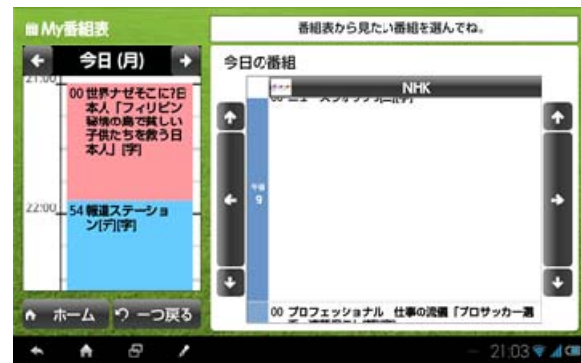 My番組表
番組表から見たい番組を選んでね。
今日 (月)
21:00
00 世界ナゼそこに?日
本人「フィリピン
秘境の島で貧しい
子供たちを救う日
本人」[字]
22:00
54 報道ステーショ
ン[デ][字]
ホーム
一つ戻る
今日の番組
NHK
午後
9
00 プロフェッショナル 仕事の流儀「プロサッカー選
21:03